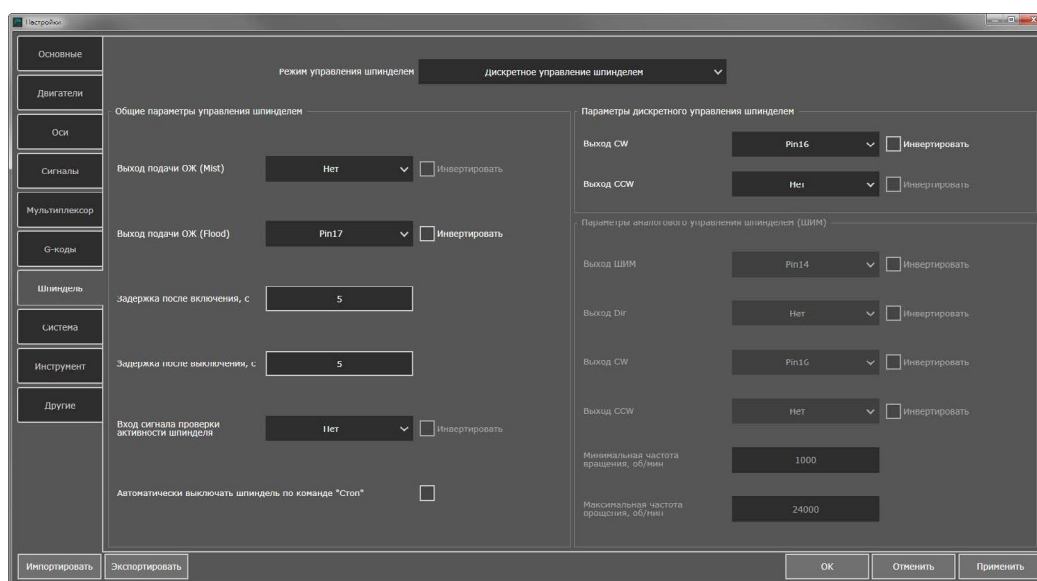 Настройки
Основные
Двигатели
Оси
Сигналы
Мультиплексор
G-коды
Шпиндель
Система
Инструмент
Другие
Режим управления шпинделем Дискретное управление шпинделем
Общие параметры управления шпинделем
Выход подачи ОЖ (Mist) Нет Инвертировать
Выход подачи ОЖ (Flood) Pin17 Инвертировать
Задержка после включения, с 5
Задержка после выключения, с 5
Вход сигнала проверки
активности шпинделя Нет Инвертировать
Автоматически выключать шпиндель по команде "Стоп"
Параметры дискретного управления шпинделем
Выход CW Pin16 Инвертировать
Выход CCW Нет Инвертировать
Параметры аналогового управления шпинделем (ШИМ)
Выход ШИМ Pin14 Инвертировать
Выход Dir Нет Инвертировать
Выход CW Pin16 Инвертировать
Выход CCW Нет Инвертировать
Минимальная частота
вращения, об/мин 1000
Максимальная частота
вращения, об/мин 24000
Импортировать Экспортировать ОК Отменить Применить